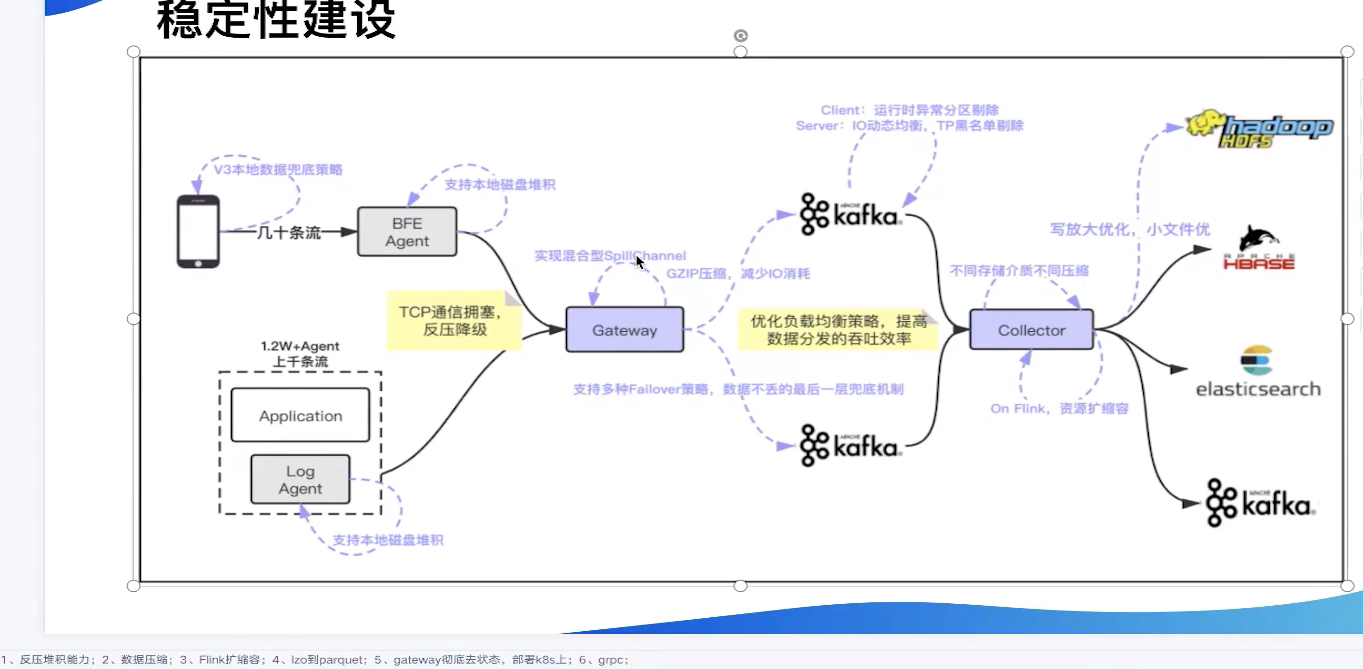 稳定性建设
Client：运行时异常分区剔除
Server：IO动态均衡，TP黑名单剔除
hadoop
HDFS
V3本地数据兜底策略
支持本地磁盘堆积
几十条流
BFE
Agent
APACHE
kafka
写放大优化，小文件优
APACHE
HBASE
实现混合型SpillChannel
GZIP压缩，减少IO消耗
不同存储介质不同压缩
TCP通信拥塞，
反压降级
Gateway
优化负载均衡策略，提高
数据分发的吞吐效率
Collector
1.2W+Agent
上千条流
elasticsearch
支持多种Failover策略，数据不丢的最后一层兜底机制
On Flink，资源扩缩容
Application
APACHE
kafka
Log
Agent
APACHE
kafka
支持本地磁盘堆积
1、反压堆积能力；2、数据压缩；3、Flink扩缩容；4、lzo到parquet；5、gateway彻底去状态，部署k8s上；6、grpc；